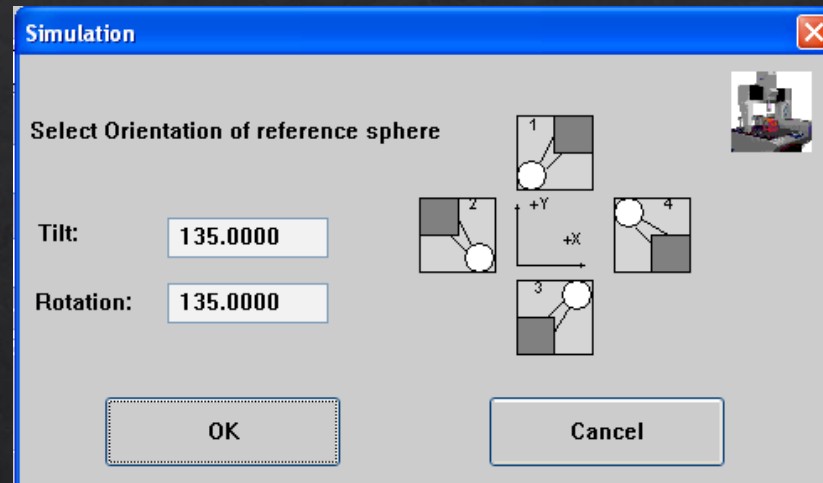 Simulation
Select Orientation of reference sphere
1
2
+Y
4
+X
3
Tilt:
135.0000
Rotation:
135.0000
OK
Cancel